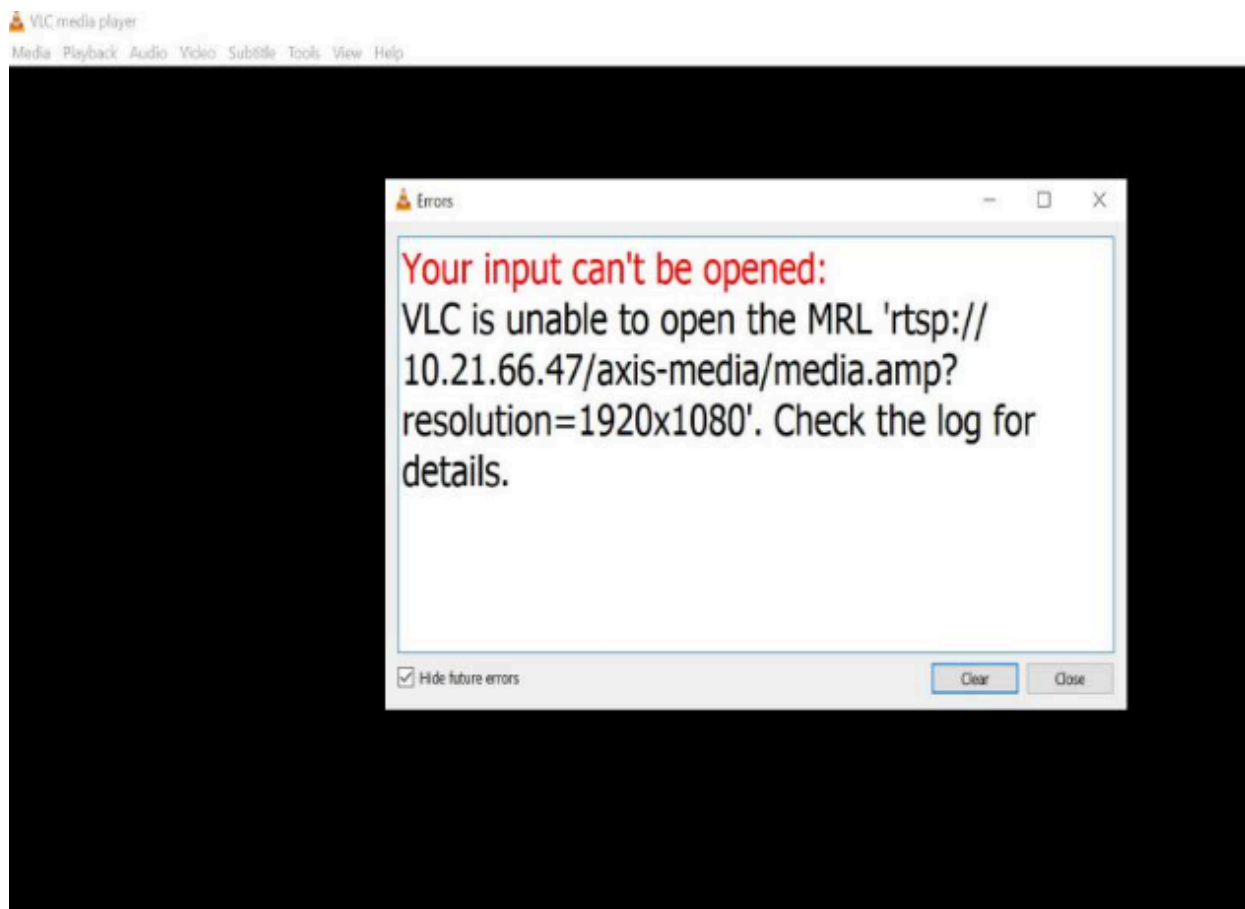 VLC media player
Media Playback Audio Video Subtitle Tools View Help
Errors
Your input can't be opened:
VLC is unable to open the MRL 'rtsp://
10.21.66.47/axis-media/media.amp?
resolution=1920x1080'. Check the log for
details.
Hide future errors
Clear
Close